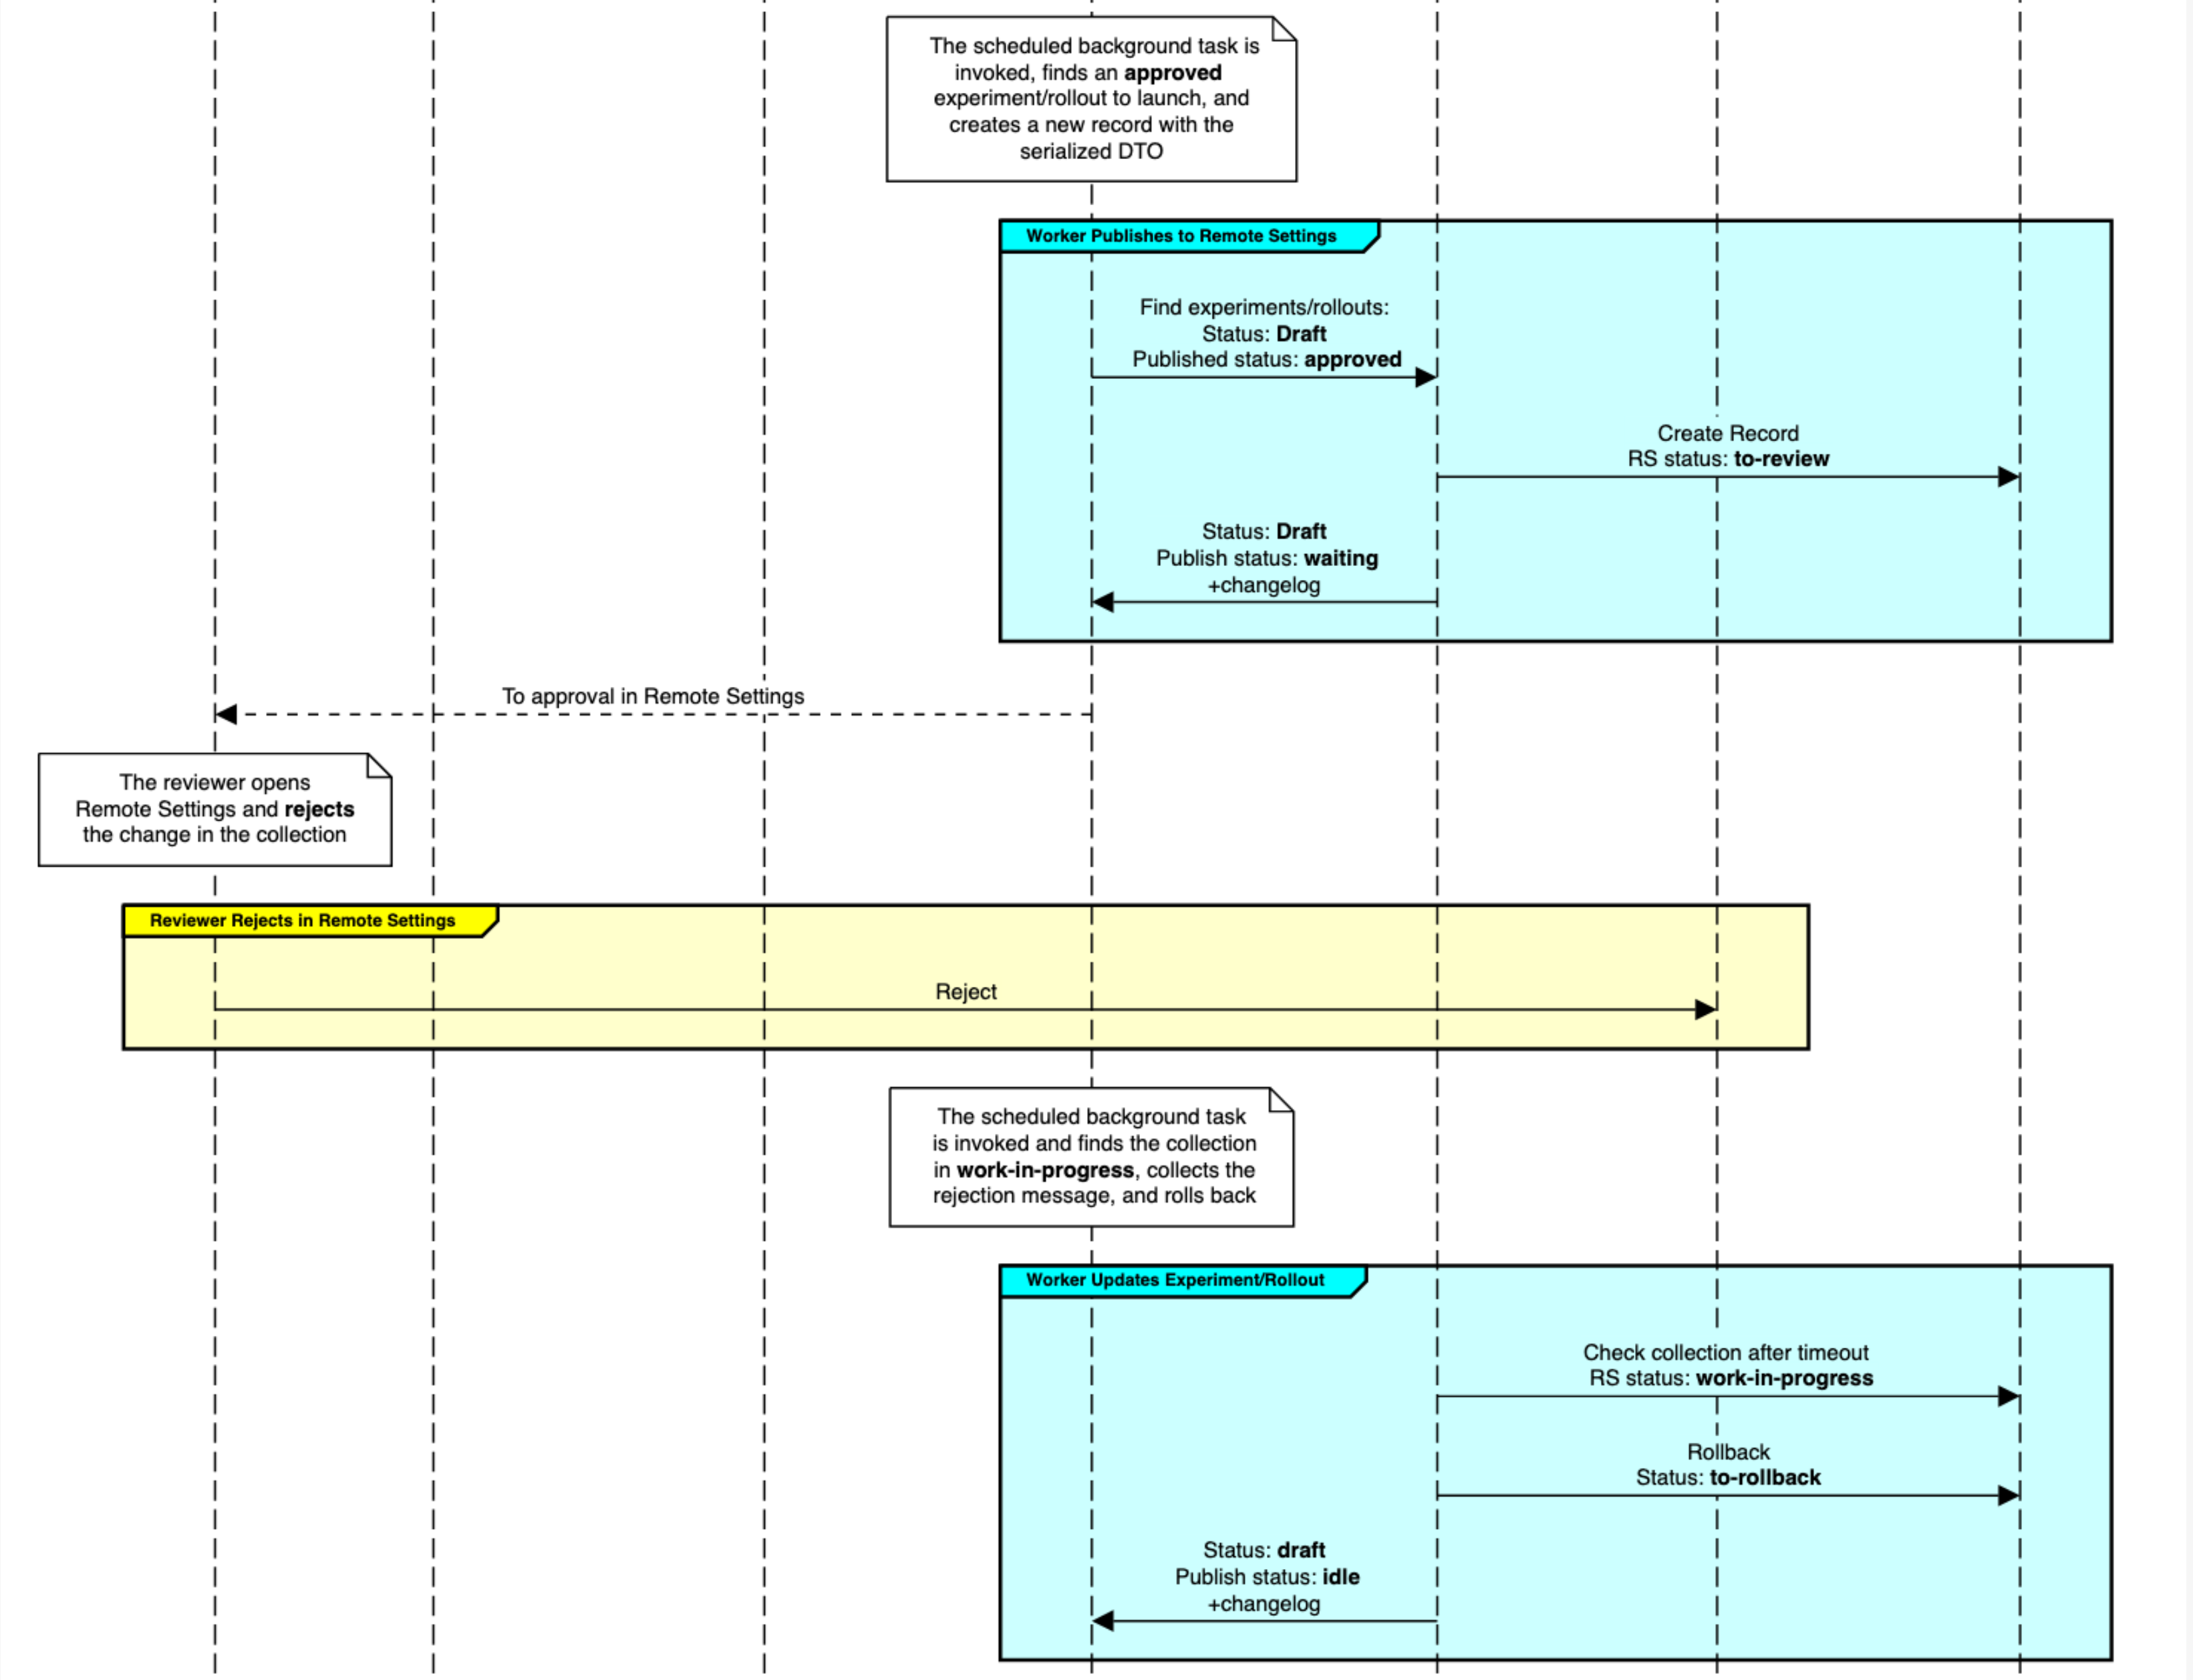 The scheduled background task is
invoked, finds an approved
experiment/rollout to launch, and
creates a new record with the
serialized DTO
Worker Publishes to Remote Settings
Find experiments/rollouts:
Status: Draft
Published status: approved
Create Record
RS status: to-review
Status: Draft
Publish status: waiting
+changelog
To approval in Remote Settings
The reviewer opens
Remote Settings and rejects
the change in the collection
Reviewer Rejects in Remote Settings
Reject
The scheduled background task
is invoked and finds the collection
in work-in-progress, collects the
rejection message, and rolls back
Worker Updates Experiment/Rollout
Check collection after timeout
RS status: work-in-progress
Rollback
Status: to-rollback
Status: draft
Publish status: idle
+changelog